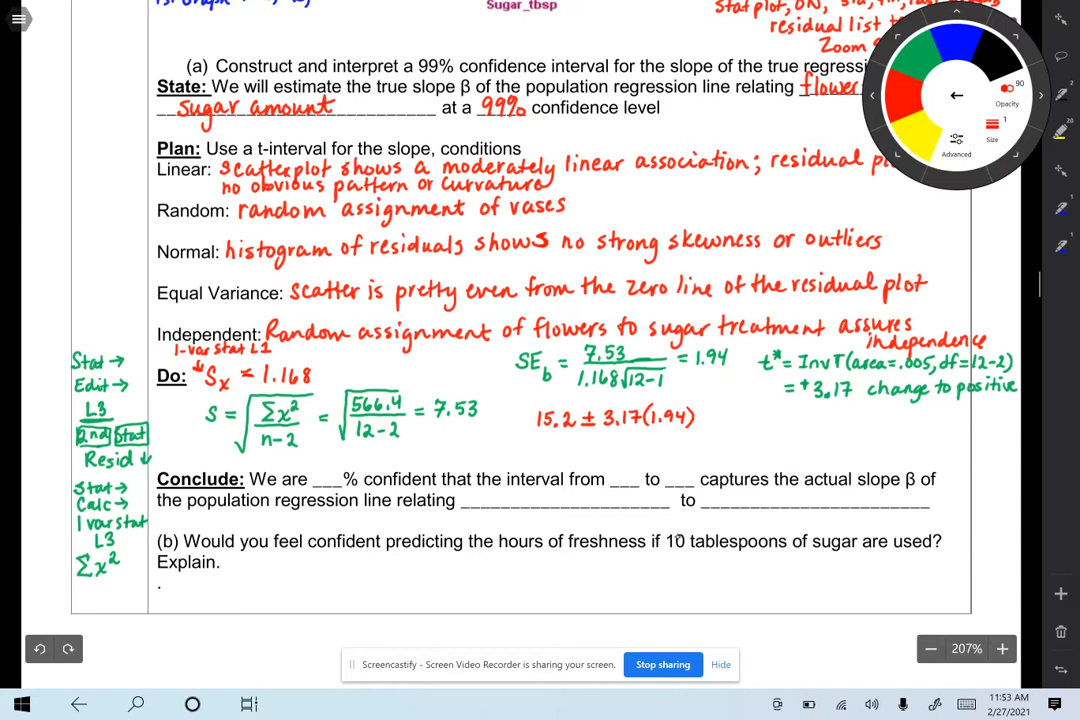 Sugar_tbsp
residual list
Zoom
(a) Construct and interpret a 99% confidence interval for the slope of the true regressi
State: We will estimate the true slope β of the population regression line relating flower
sugar amount at a 99% confidence level
Plan: Use a t-interval for the slope, conditions
Linear: scatterplot shows a moderately linear association; residual
no obvious pattern or curvature
Random: random assignment of vases
Normal: histogram of residuals shows no strong skewness or outliers
Equal Variance: scatter is pretty even from the zero line of the residual plot
Independent: Random assignment of flowers to sugar treatment assures
independence
1-var stat L1
Do: Sx = 1.168
SE_b = 7.53 / 1.168√12-1 = 1.94
t* = InvT(area=.005, df=12-2)
= +3.17 change to positive
S = √(Σx²/n-2) = √(566.4/12-2) = 7.53
15.2 ± 3.17(1.94)
Stat →
Edit →
L3
2nd Stat
Resid ↓
Stat →
Calc →
1 var stat
L3
Σx²
Conclude: We are ___% confident that the interval from ___ to ___ captures the actual slope β of
the population regression line relating ____________________ to ______________________
(b) Would you feel confident predicting the hours of freshness if 10 tablespoons of sugar are used?
Explain.
.
90
Opacity
1
Size
Advanced
207%
Screencastify - Screen Video Recorder is sharing your screen.
Stop sharing
Hide
11:53 AM
2/27/2021